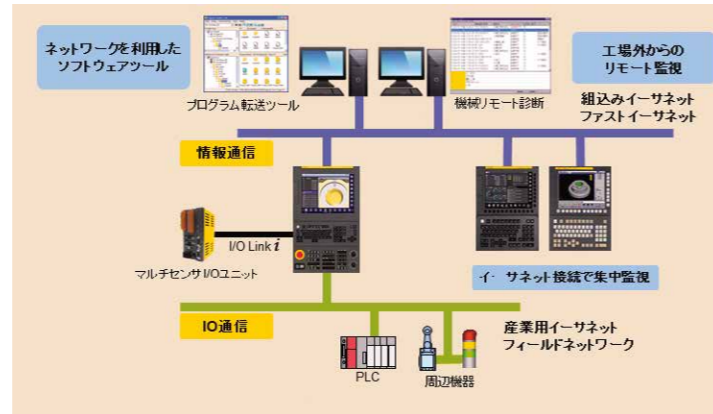 ネットワークを利用した
ソフトウェアツール
プログラム転送ツール
機械リモート診断
工場外からの
リモート監視
組込みイーサネット
ファストイーサネット
情報通信
I/O Link i
マルチセンサI/Oユニット
イーサネット接続で集中監視
IO通信
産業用イーサネット
フィールドネットワーク
PLC
周辺機器